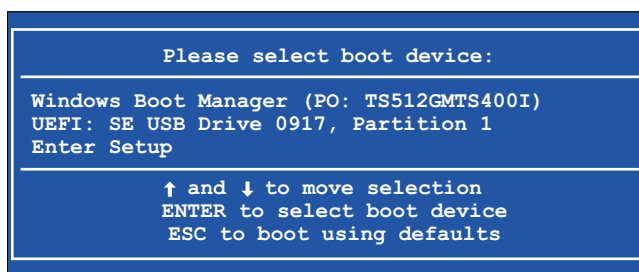 Please select boot device:
Windows Boot Manager (PO: TS512GMTS400I)
UEFI: SE USB Drive 0917, Partition 1
Enter Setup
↑ and ↓ to move selection
ENTER to select boot device
ESC to boot using defaults